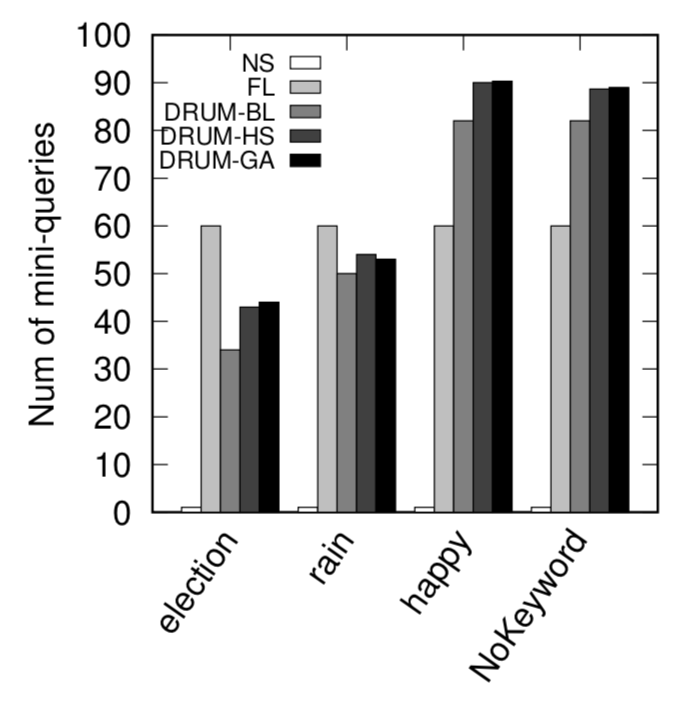 100
90
80
70
60
50
40
30
20
10
0
Num of mini-queries
NS
FL
DRUM-BL
DRUM-HS
DRUM-GA
election
rain
happy
NoKeyword